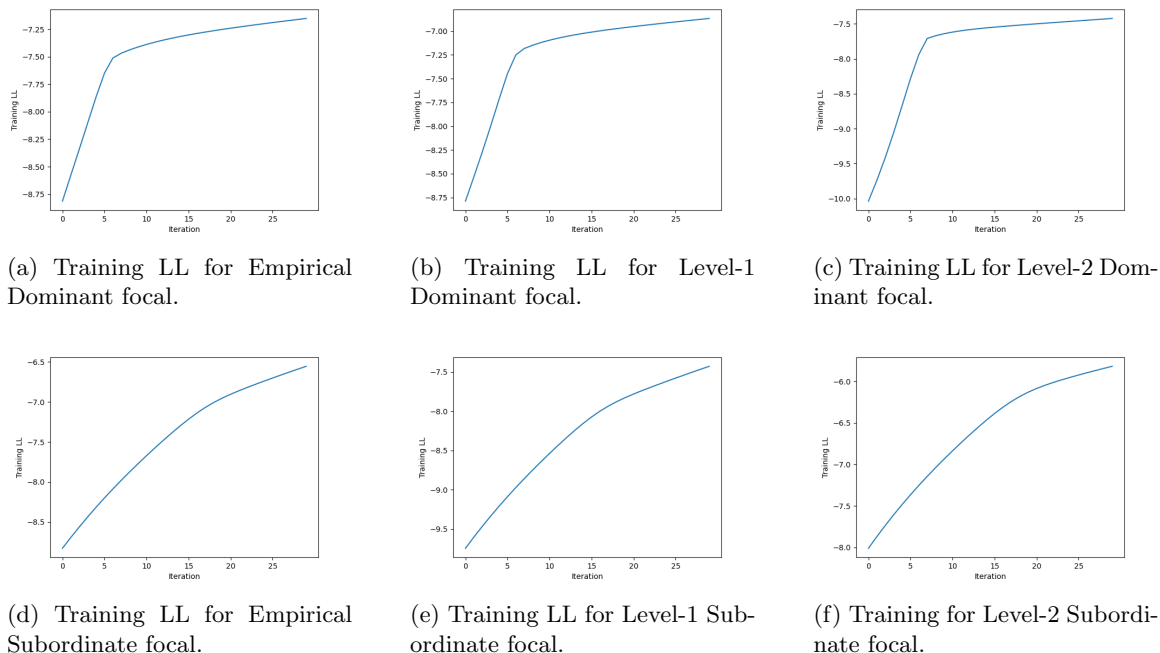 −7.25
−7.50
−7.75
−8.00
−8.25
−8.50
−8.75
Training LL
0 5 10 15 20 25
Iteration
(a) Training LL for Empirical
Dominant focal.
−7.00
−7.25
−7.50
−7.75
−8.00
−8.25
−8.50
−8.75
Training LL
0 5 10 15 20 25
Iteration
(b) Training LL for Level-1
Dominant focal.
−7.5
−8.0
−8.5
−9.0
−9.5
−10.0
Training LL
0 5 10 15 20 25
Iteration
(c) Training LL for Level-2 Dom-
inant focal.
−6.5
−7.0
−7.5
−8.0
−8.5
Training LL
0 5 10 15 20 25
Iteration
(d) Training LL for Empirical
Subordinate focal.
−7.5
−8.0
−8.5
−9.0
−9.5
Training LL
0 5 10 15 20 25
Iteration
(e) Training LL for Level-1 Sub-
ordinate focal.
−6.0
−6.5
−7.0
−7.5
−8.0
Training LL
0 5 10 15 20 25
Iteration
(f) Training for Level-2 Subordi-
nate focal.